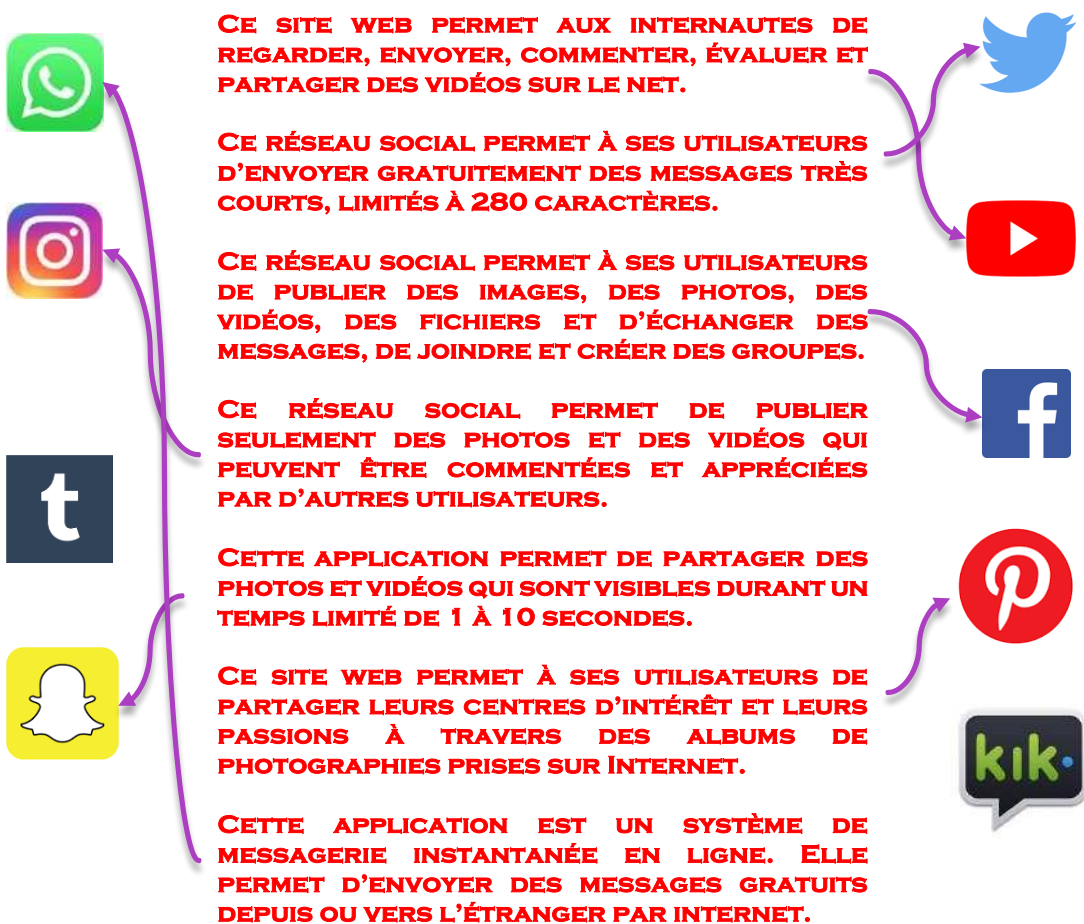 Ce site web permet aux internautes de
regarder, envoyer, commenter, évaluer et
partager des vidéos sur le net.
Ce réseau social permet à ses utilisateurs
d’envoyer gratuitement des messages très
courts, limités à 280 caractères.
Ce réseau social permet à ses utilisateurs
de publier des images, des photos, des
vidéos, des fichiers et d’échanger des
messages, de joindre et créer des groupes.
Ce réseau social permet de publier
seulement des photos et des vidéos qui
peuvent être commentées et appréciées
par d’autres utilisateurs.
Cette application permet de partager des
photos et vidéos qui sont visibles durant un
temps limité de 1 à 10 secondes.
Ce site web permet à ses utilisateurs de
partager leurs centres d’intérêt et leurs
passions à travers des albums de
photographies prises sur Internet.
Cette application est un système de
messagerie instantanée en ligne. Elle
permet d’envoyer des messages gratuits
depuis ou vers l’étranger par internet.
f
t
kik